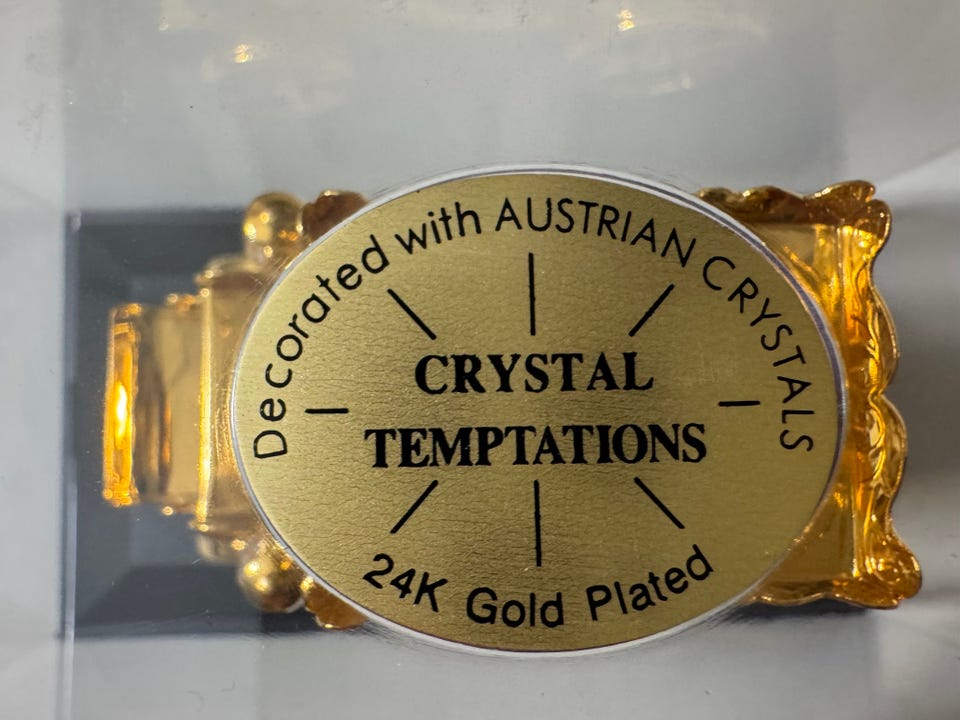 Decorated with AUSTRIAN CRYSTALS
CRYSTAL
TEMPTATIONS
24K Gold Plated